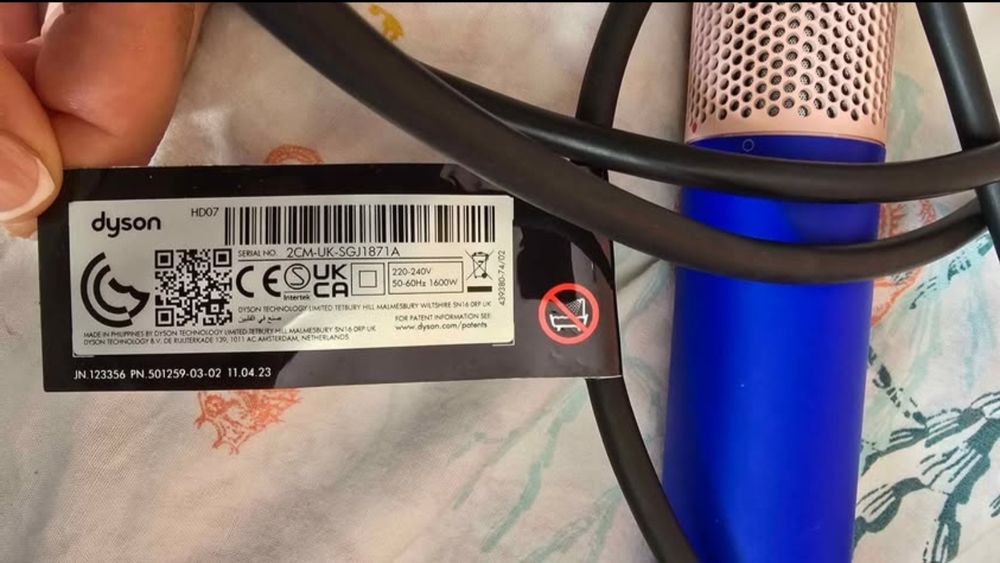 dyson
HD07
SERIAL NO. 2CM-UK-SGJ1871A
CE
Intertek
UK
CA
220-240V
50-60Hz 1600W
439380-74/02
DYSON TECHNOLOGY LIMITED TETBURY HILL MALMESBURY WILTSHIRE SN16 0RP UK
صنع في الفلبين
FOR PATENT INFORMATION SEE:
www.dyson.com/patents
MADE IN PHILIPPINES BY DYSON TECHNOLOGY LIMITED TETBURY HILL MALMESBURY SN16 0RP UK
DYSON TECHNOLOGY B.V. DE RUIJTERKADE 139, 1011 AC AMSTERDAM, NETHERLANDS
JN.123356 PN.501259-03-02 11.04.23